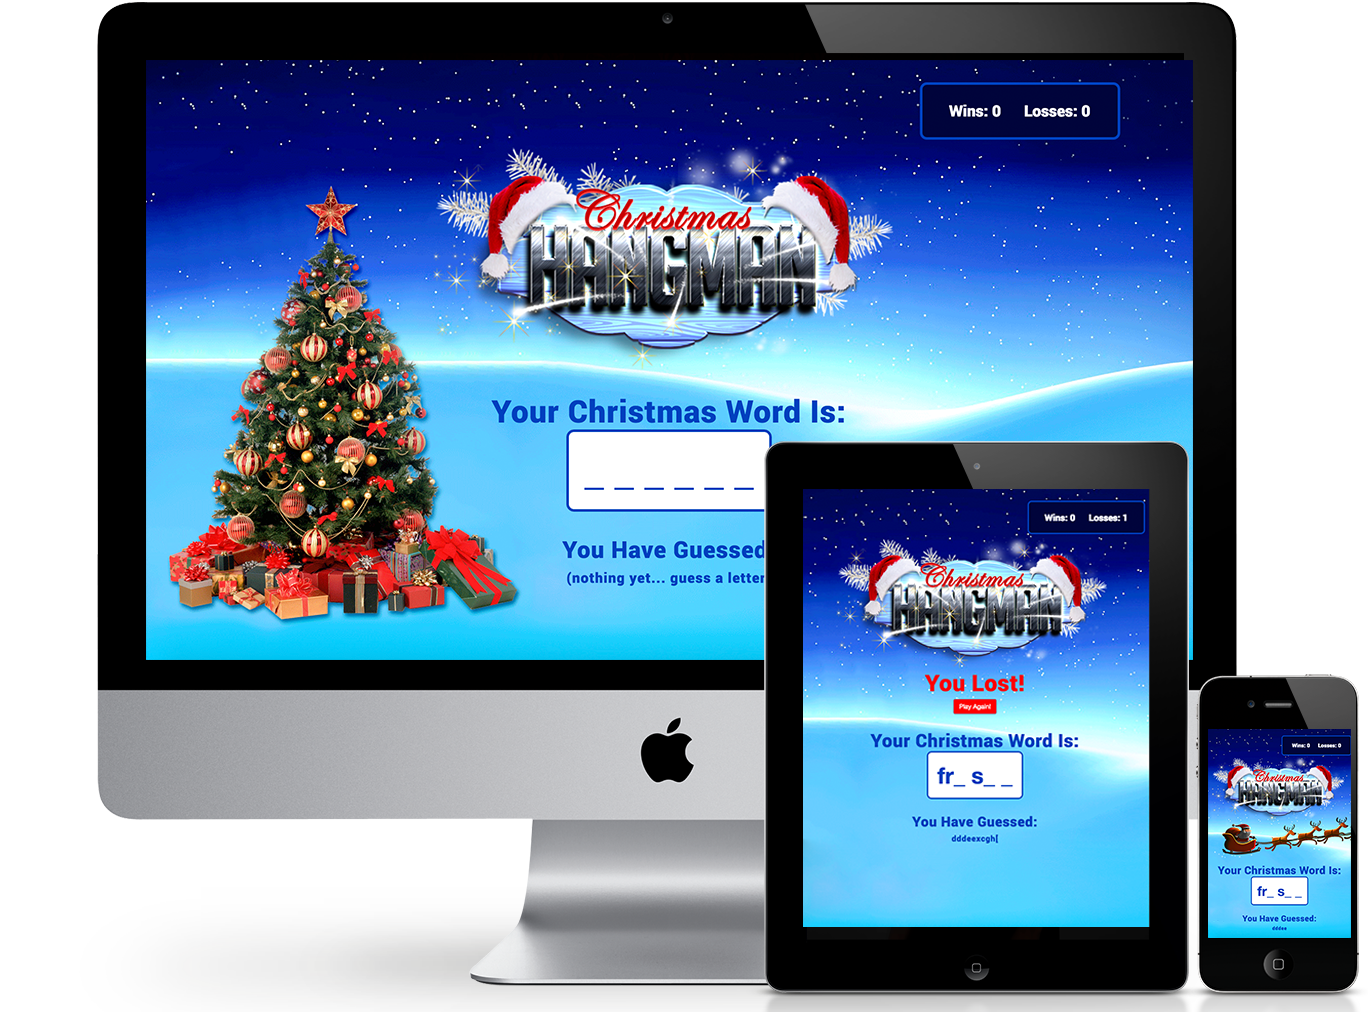 Wins: 0 Losses: 0
Christmas
HANGMAN
Your Christmas Word Is:
_ _ _ _ _ _
You Have Guessed
(nothing yet... guess a letter
Wins: 0 Losses: 1
Christmas
HANGMAN
You Lost!
Play Again!
Your Christmas Word Is:
fr_ s_ _
You Have Guessed:
dddeexcgh[
Wins: 0 Losses: 0
Christmas
HANGMAN
Your Christmas Word Is:
fr_ s_ _
You Have Guessed:
dddee